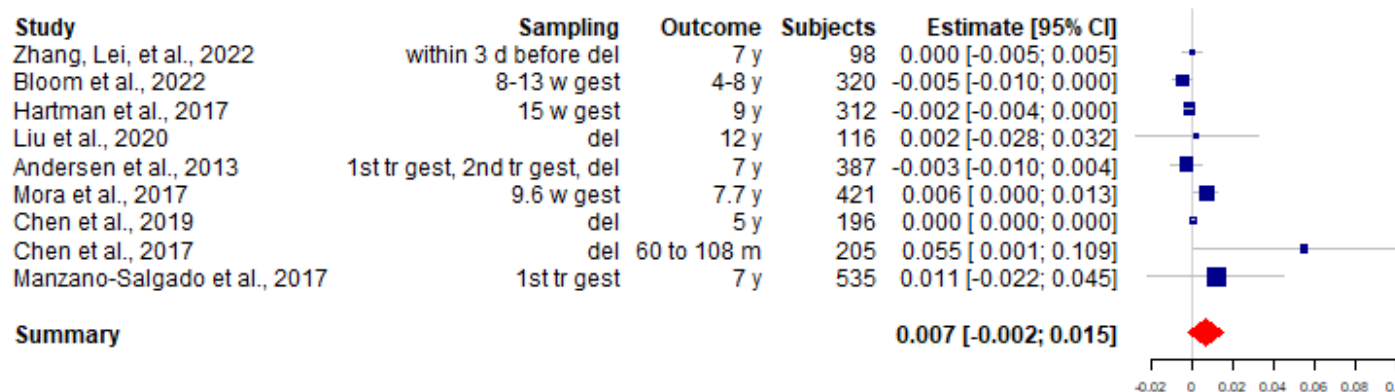 Study Sampling Outcome Subjects Estimate [95% CI]
Zhang, Lei, et al., 2022 within 3 d before del 7 y 98 0.000 [-0.005; 0.005]
Bloom et al., 2022 8-13 w gest 4-8 y 320 -0.005 [-0.010; 0.000]
Hartman et al., 2017 15 w gest 9 y 312 -0.002 [-0.004; 0.000]
Liu et al., 2020 del 12 y 116 0.002 [-0.028; 0.032]
Andersen et al., 2013 1st tr gest, 2nd tr gest, del 7 y 387 -0.003 [-0.010; 0.004]
Mora et al., 2017 9.6 w gest 7.7 y 421 0.006 [ 0.000; 0.013]
Chen et al., 2019 del 5 y 196 0.000 [ 0.000; 0.000]
Chen et al., 2017 del 60 to 108 m 205 0.055 [ 0.001; 0.109]
Manzano-Salgado et al., 2017 1st tr gest 7 y 535 0.011 [-0.022; 0.045]
Summary 0.007 [-0.002; 0.015]
-0.02 0 0.02 0.04 0.06 0.08